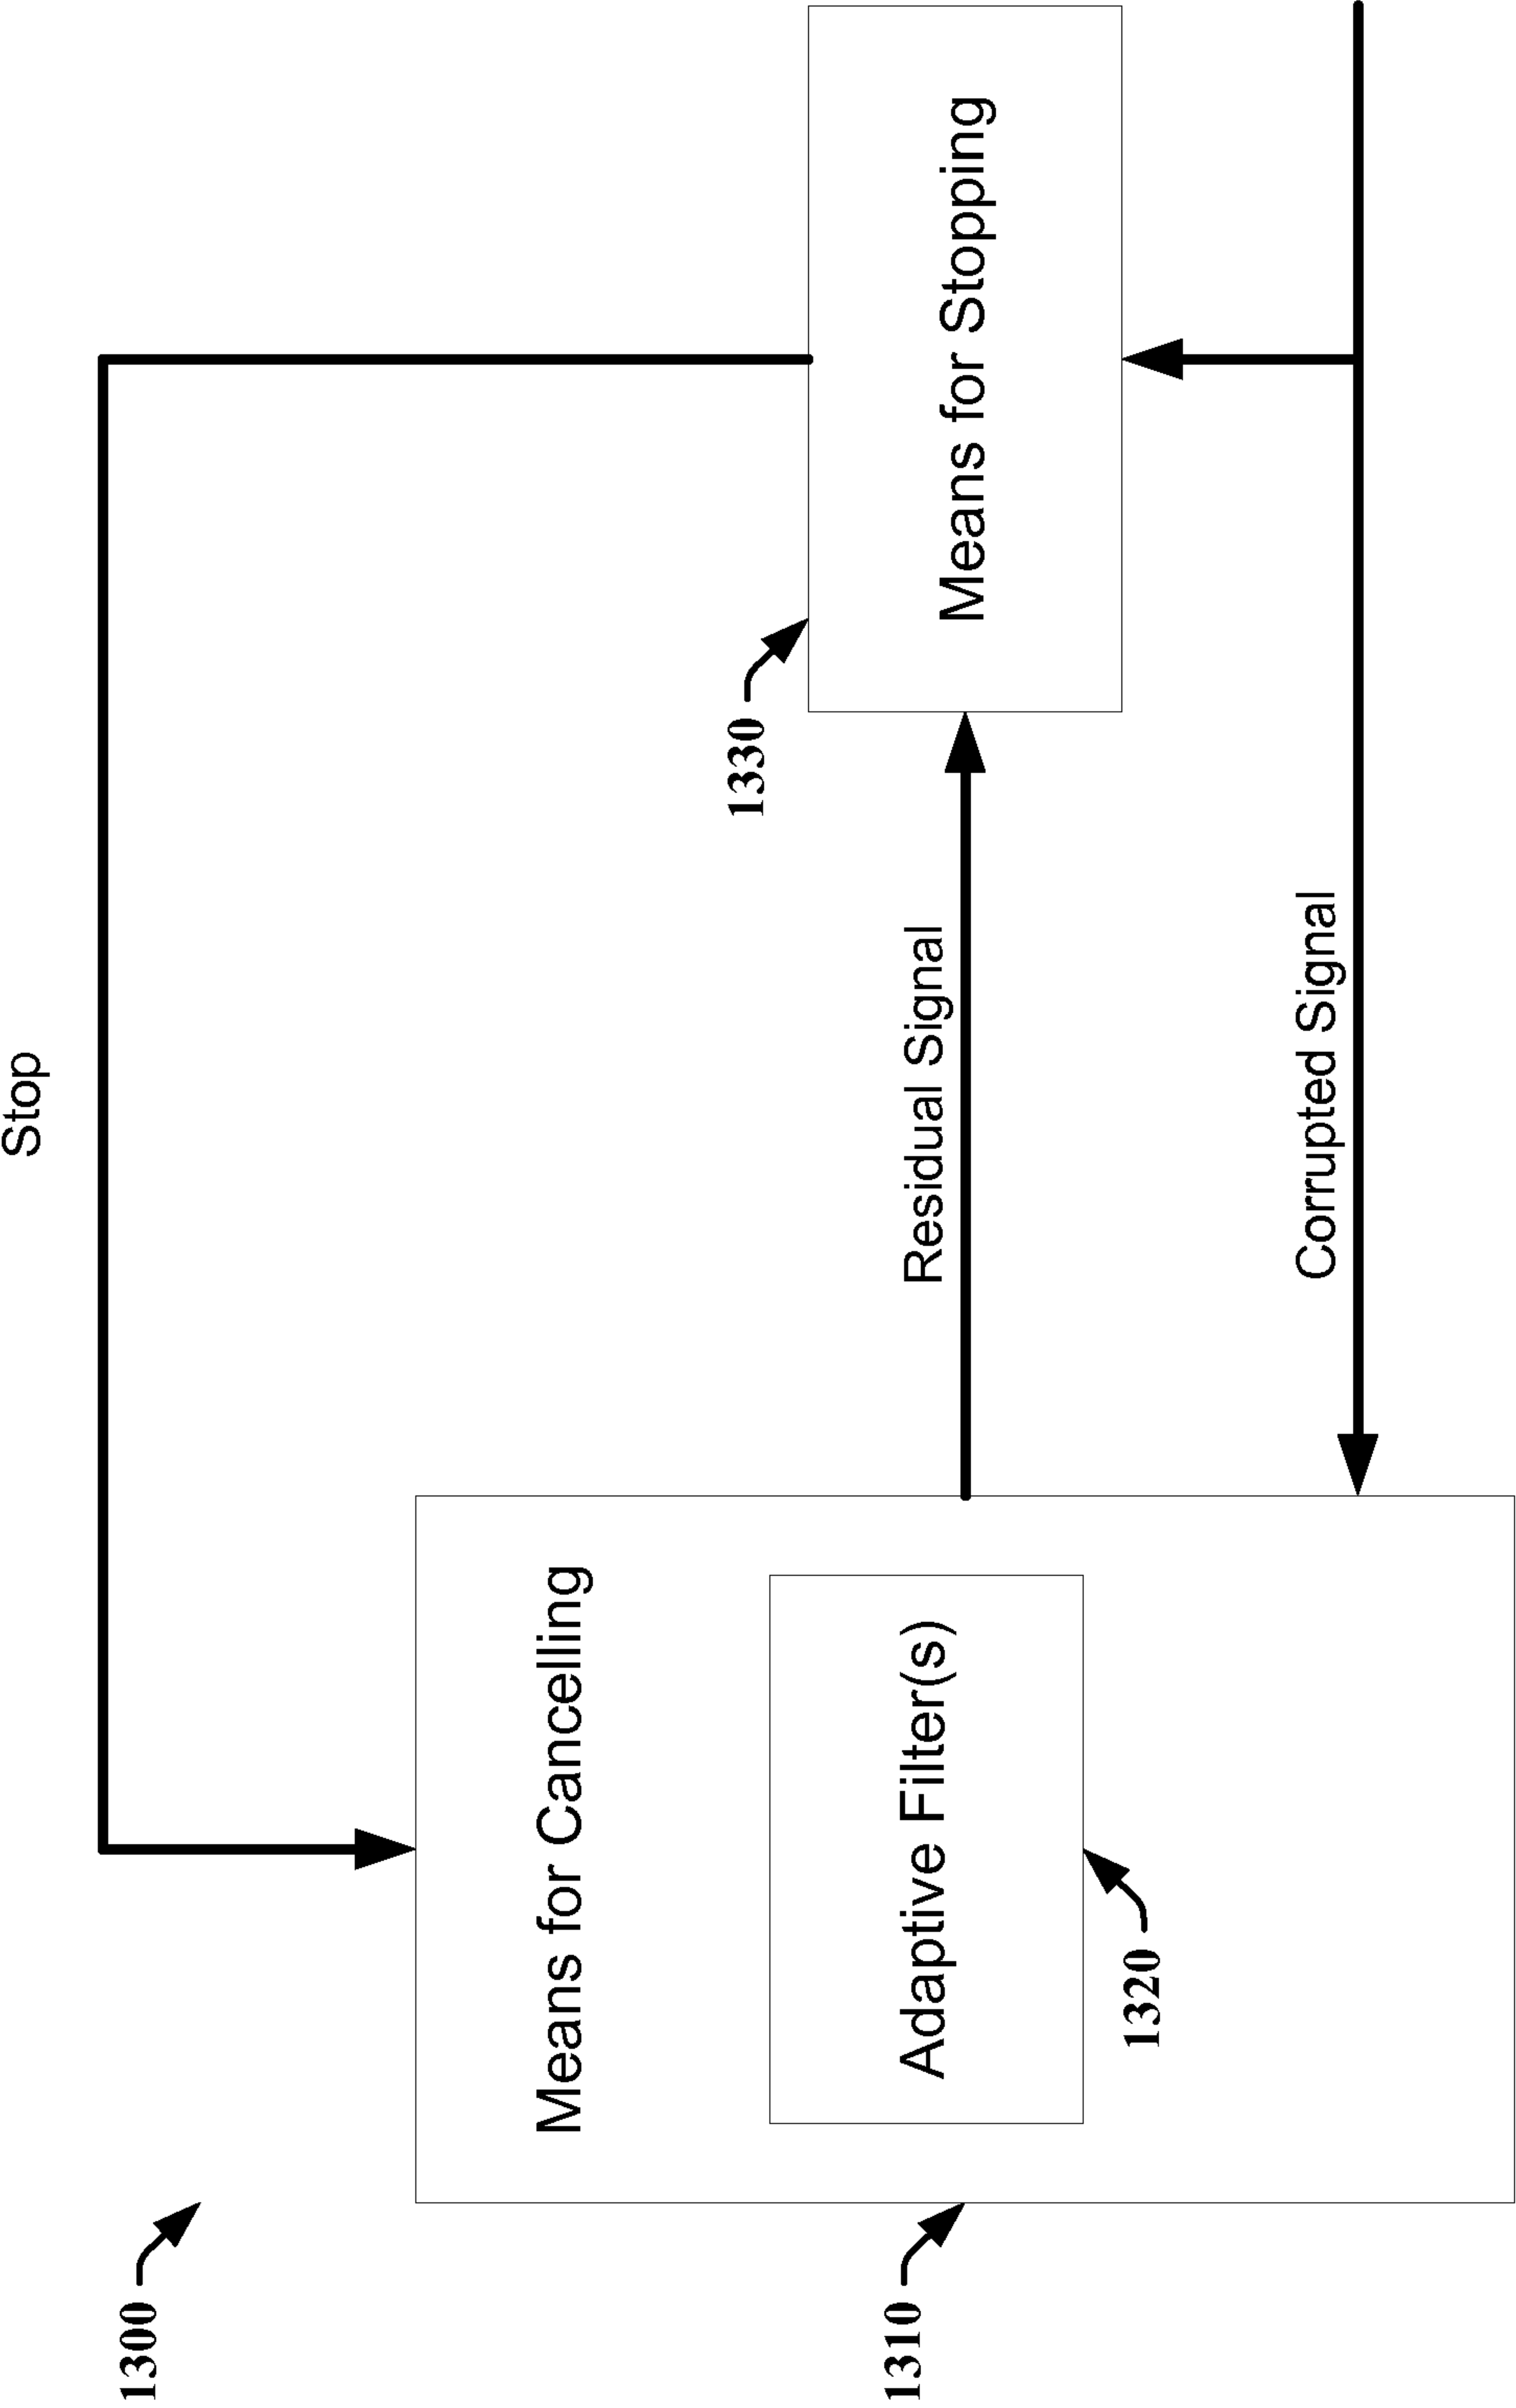 1300
Stop
Means for Cancelling
1330
1310
Adaptive Filter(s)
Residual Signal
Means for Stopping
1320
Corrupted Signal